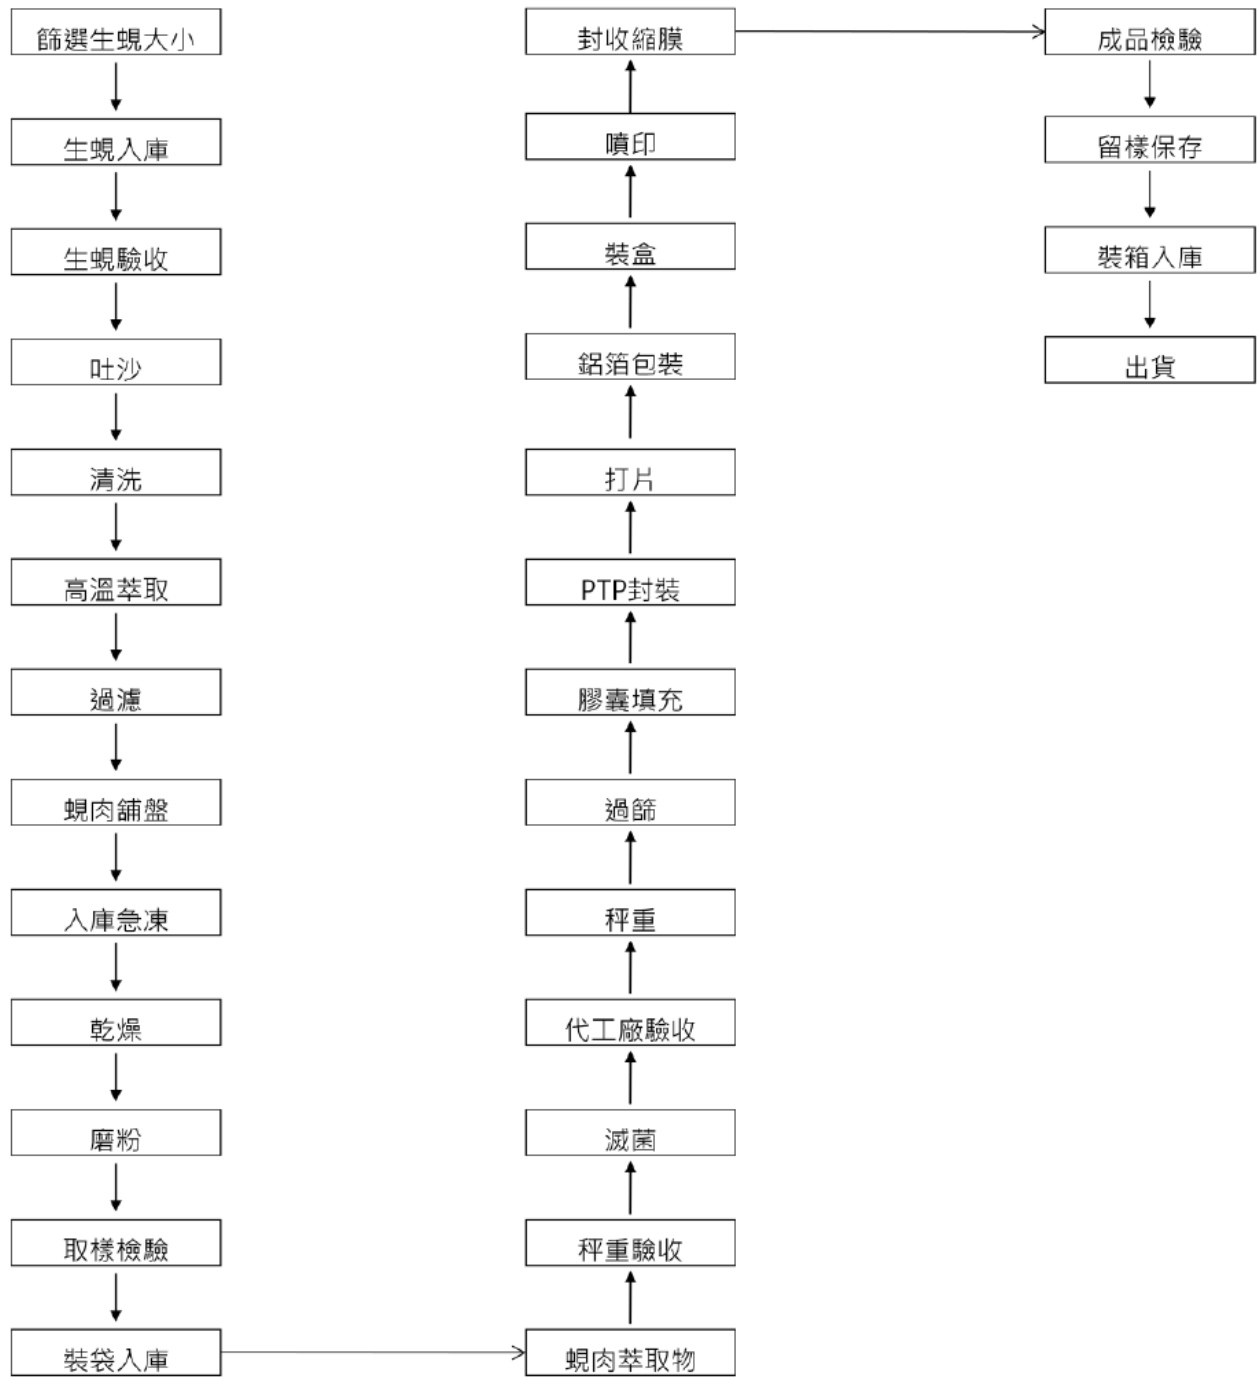 篩選生蜆大小
生蜆入庫
生蜆驗收
吐沙
清洗
高溫萃取
過濾
蜆肉舖盤
入庫急凍
乾燥
磨粉
取樣檢驗
裝袋入庫
蜆肉萃取物
秤重驗收
滅菌
代工廠驗收
秤重
過篩
膠囊填充
PTP封裝
打片
鋁箔包裝
裝盒
噴印
封收縮膜
成品檢驗
留樣保存
裝箱入庫
出貨